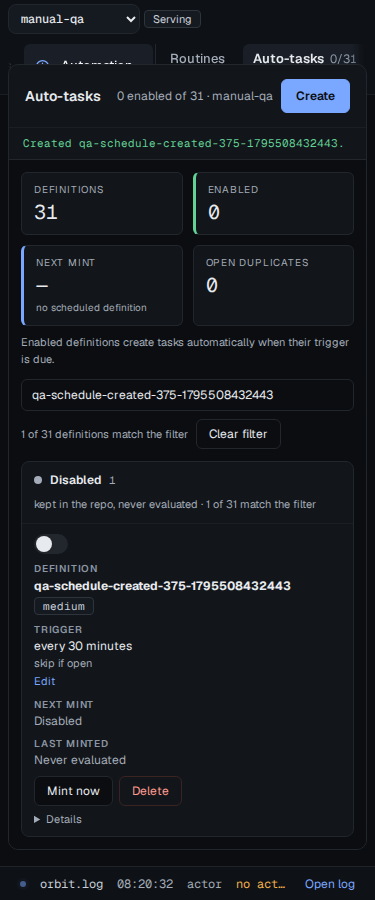 manual-qa
Serving
Automation
Routines
Auto-tasks 0/31
Auto-tasks
0 enabled of 31 · manual-qa
Create
Created qa-schedule-created-375-1795508432443.
DEFINITIONS
31
ENABLED
0
NEXT MINT
—
no scheduled definition
OPEN DUPLICATES
0
Enabled definitions create tasks automatically when their trigger
is due.
qa-schedule-created-375-1795508432443
1 of 31 definitions match the filter
Clear filter
Disabled 1
kept in the repo, never evaluated · 1 of 31 match the filter
DEFINITION
qa-schedule-created-375-1795508432443
medium
TRIGGER
every 30 minutes
skip if open
Edit
NEXT MINT
Disabled
LAST MINTED
Never evaluated
Mint now
Delete
Details
orbit.log 08:20:32 actor no act… Open log